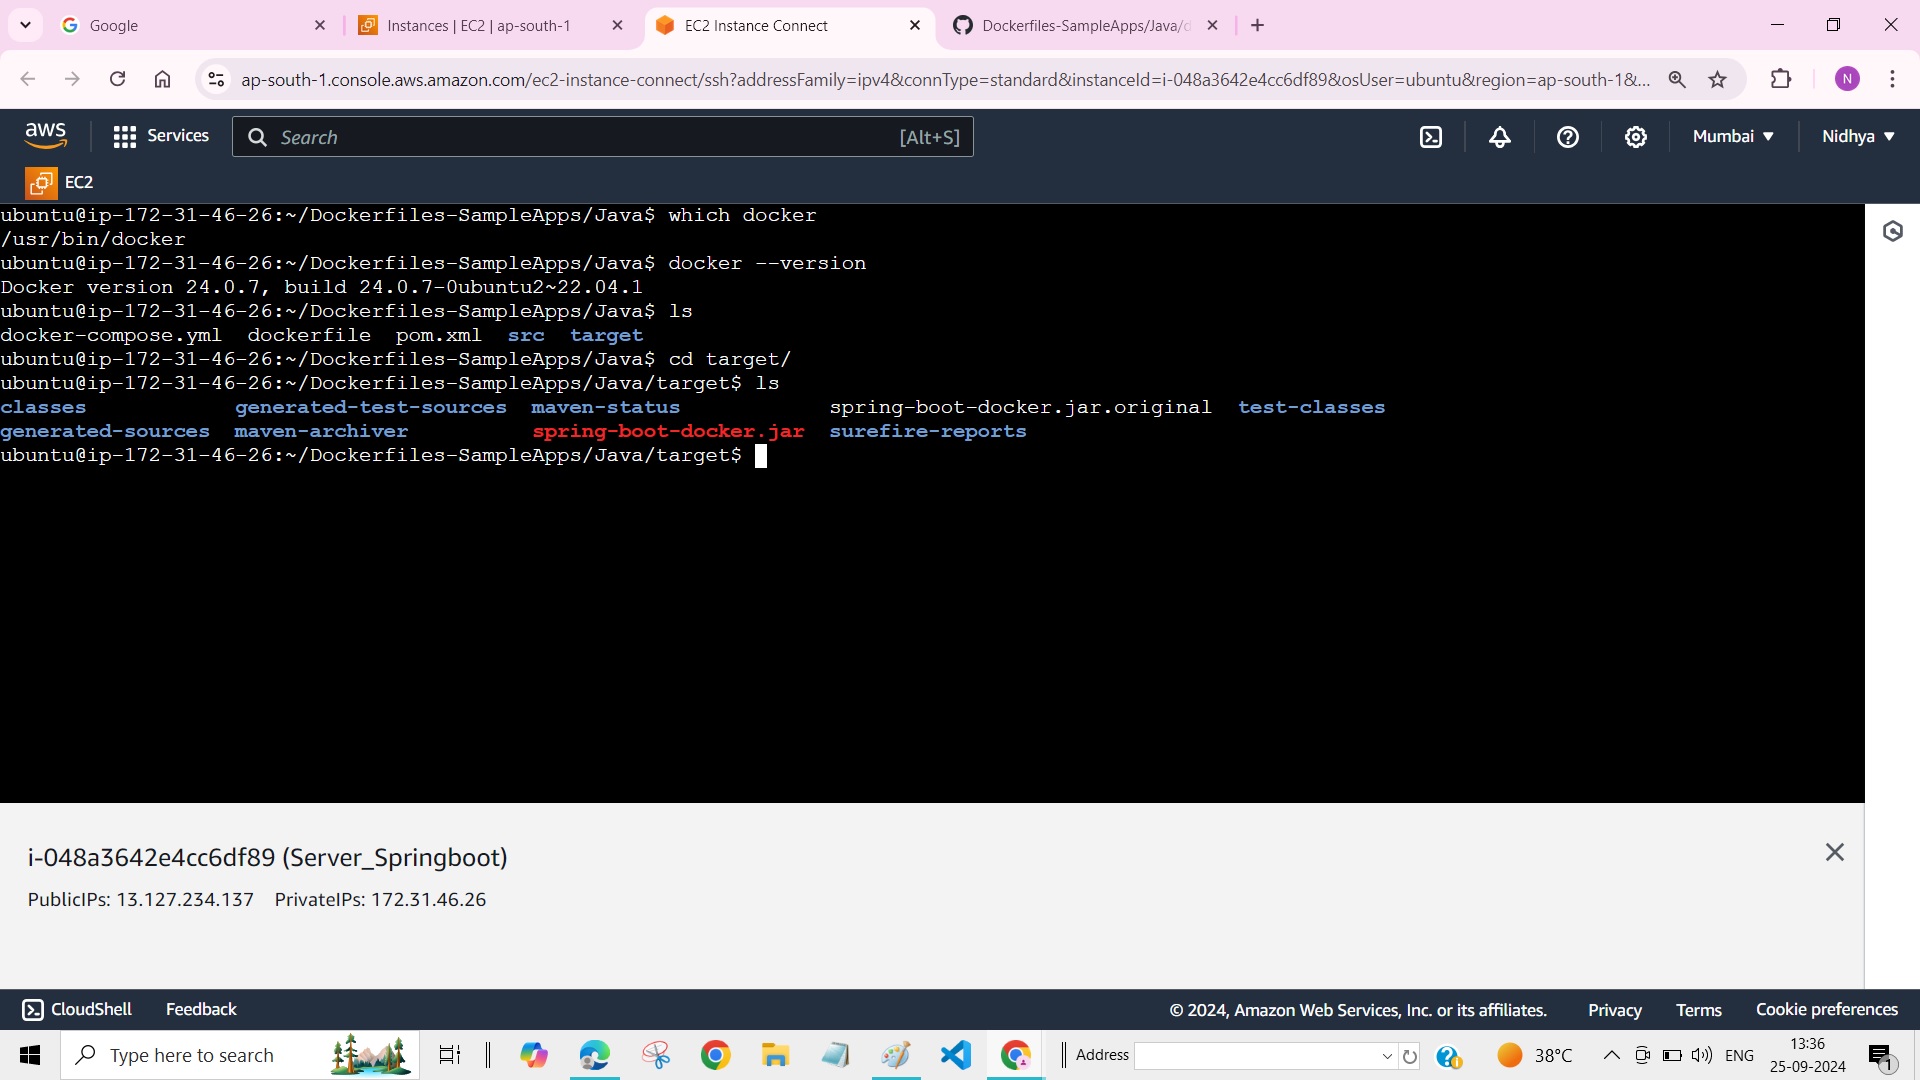 Google
Instances | EC2 | ap-south-1
EC2 Instance Connect
Dockerfiles-SampleApps/Java/d
ap-south-1.console.aws.amazon.com/ec2-instance-connect/ssh?addressFamily=ipv4&connType=standard&instanceId=i-048a3642e4cc6df89&osUser=ubuntu&region=ap-south-1&...
N
aws
Services
Search
[Alt+S]
Mumbai ▼
Nidhya ▼
EC2
ubuntu@ip-172-31-46-26:~/Dockerfiles-SampleApps/Java$ which docker
/usr/bin/docker
ubuntu@ip-172-31-46-26:~/Dockerfiles-SampleApps/Java$ docker --version
Docker version 24.0.7, build 24.0.7-0ubuntu2~22.04.1
ubuntu@ip-172-31-46-26:~/Dockerfiles-SampleApps/Java$ ls
docker-compose.yml  dockerfile  pom.xml  src  target
ubuntu@ip-172-31-46-26:~/Dockerfiles-SampleApps/Java$ cd target/
ubuntu@ip-172-31-46-26:~/Dockerfiles-SampleApps/Java/target$ ls
classes            generated-test-sources  maven-status            spring-boot-docker.jar.original  test-classes
generated-sources  maven-archiver          spring-boot-docker.jar  surefire-reports
ubuntu@ip-172-31-46-26:~/Dockerfiles-SampleApps/Java/target$
i-048a3642e4cc6df89 (Server_Springboot)
PublicIPs: 13.127.234.137    PrivateIPs: 172.31.46.26
CloudShell
Feedback
© 2024, Amazon Web Services, Inc. or its affiliates.
Privacy
Terms
Cookie preferences
Type here to search
Address
38°C
ENG
13:36
25-09-2024
1